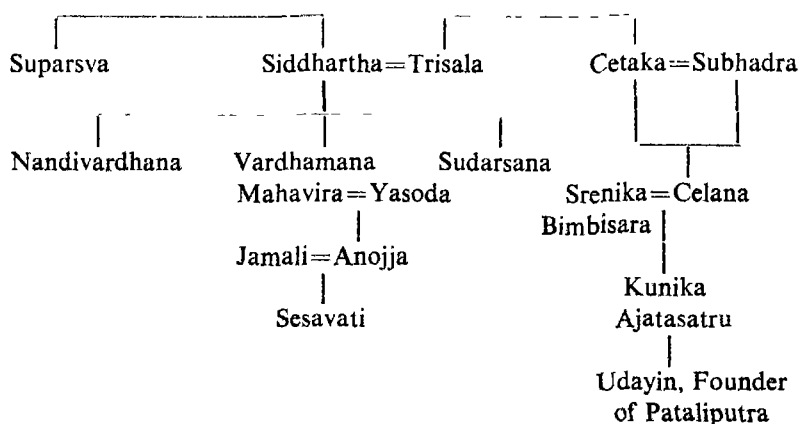 Suparsva Siddhartha=Trisala Cetaka=Subhadra
Nandivardhana Vardhamana Sudarsana
Mahavira=Yasoda Srenika=Celana
Bimbisara
Jamali=Anojja
Kunika
Sesavati
Ajatasatru
Udayin, Founder
of Pataliputra